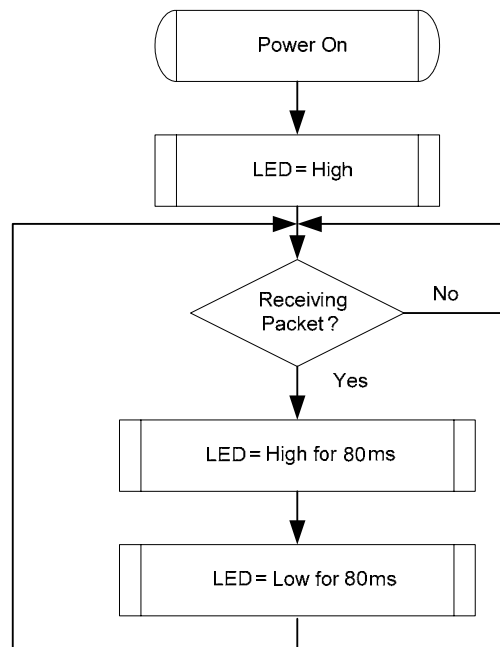 Power On
LED = High
Receiving
Packet ?
No
Yes
LED = High for 80ms
LED = Low for 80ms